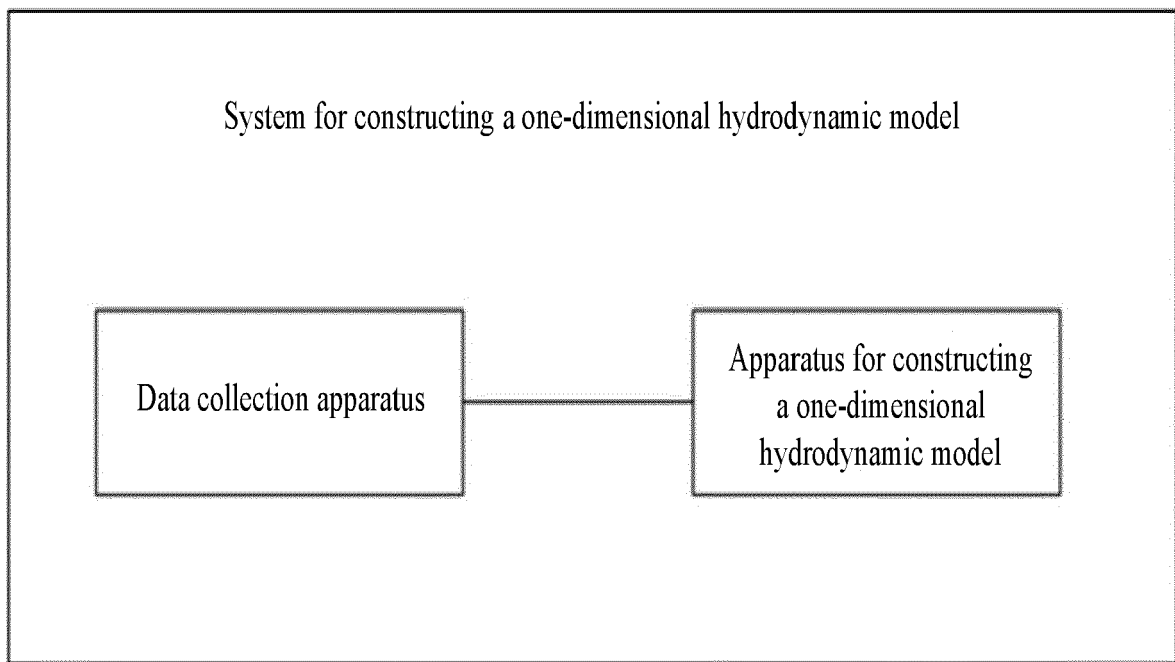 System for constructing a one-dimensional hydrodynamic model
Data collection apparatus
Apparatus for constructing
a one-dimensional
hydrodynamic model